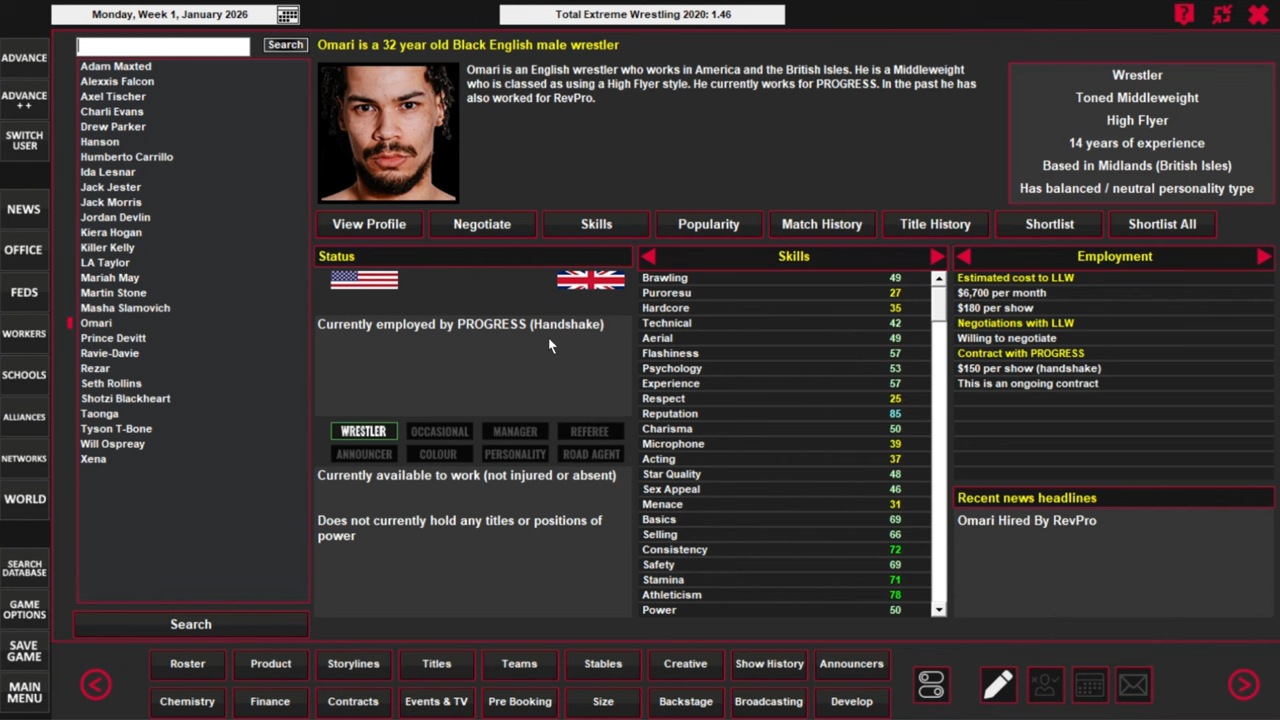 Monday, Week 1, January 2026
Total Extreme Wrestling 2020: 1.46
ADVANCE
ADVANCE
++
SWITCH
USER
NEWS
OFFICE
FEDS
WORKERS
SCHOOLS
ALLIANCES
NETWORKS
WORLD
SEARCH
DATABASE
GAME
OPTIONS
SAVE
GAME
MAIN
MENU
Search
Adam Maxted
Alexxis Falcon
Axel Tischer
Charli Evans
Drew Parker
Hanson
Humberto Carrillo
Ida Lesnar
Jack Jester
Jack Morris
Jordan Devlin
Kiera Hogan
Killer Kelly
LA Taylor
Mariah May
Martin Stone
Masha Slamovich
Omari
Prince Devitt
Ravie-Davie
Rezar
Seth Rollins
Shotzi Blackheart
Taonga
Tyson T-Bone
Will Ospreay
Xena
Search
Omari is a 32 year old Black English male wrestler
Omari is an English wrestler who works in America and the British Isles. He is a Middleweight
who is classed as using a High Flyer style. He currently works for PROGRESS. In the past he has
also worked for RevPro.
Wrestler
Toned Middleweight
High Flyer
14 years of experience
Based in Midlands (British Isles)
Has balanced / neutral personality type
View Profile
Negotiate
Skills
Popularity
Match History
Title History
Shortlist
Shortlist All
Status
Currently employed by PROGRESS (Handshake)
WRESTLER OCCASIONAL MANAGER REFEREE
ANNOUNCER COLOUR PERSONALITY ROAD AGENT
Currently available to work (not injured or absent)
Does not currently hold any titles or positions of
power
Skills
Brawling 49
Puroresu 27
Hardcore 35
Technical 42
Aerial 49
Flashiness 57
Psychology 53
Experience 57
Respect 25
Reputation 85
Charisma 50
Microphone 39
Acting 37
Star Quality 48
Sex Appeal 46
Menace 31
Basics 69
Selling 66
Consistency 72
Safety 69
Stamina 71
Athleticism 78
Power 50
Employment
Estimated cost to LLW
$6,700 per month
$180 per show
Negotiations with LLW
Willing to negotiate
Contract with PROGRESS
$150 per show (handshake)
This is an ongoing contract
Recent news headlines
Omari Hired By RevPro
Roster Product Storylines Titles Teams Stables Creative Show History Announcers
Chemistry Finance Contracts Events & TV Pre Booking Size Backstage Broadcasting Develop